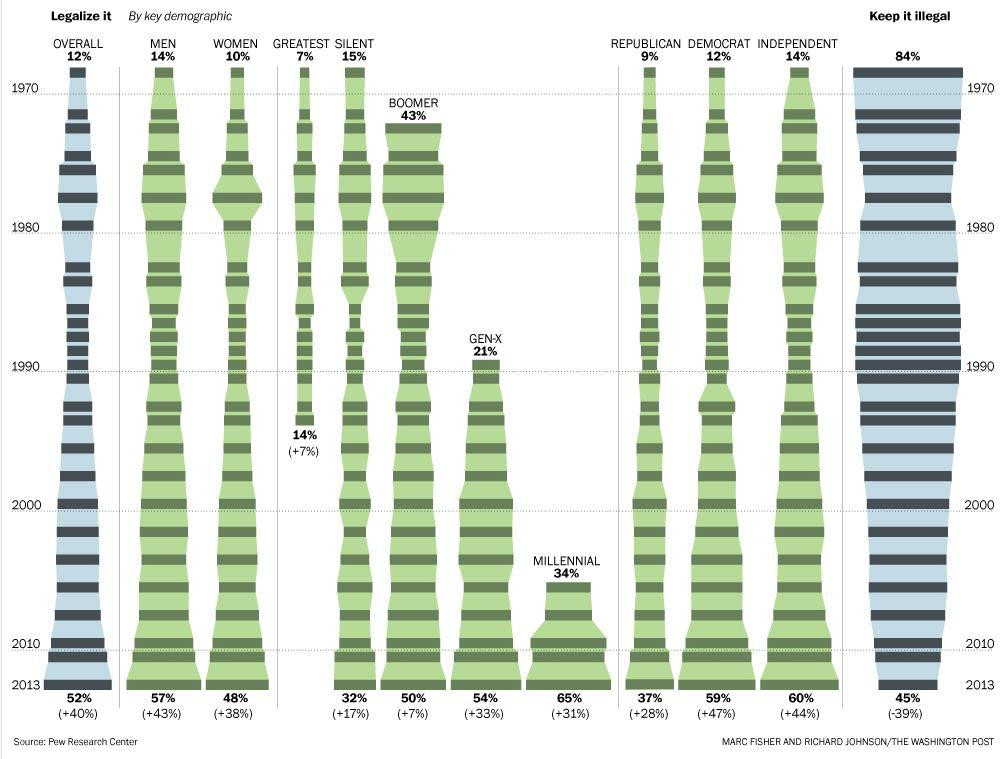 Legalize it By key demographic Keep it illegal
OVERALL MEN WOMEN GREATEST SILENT REPUBLICAN DEMOCRAT INDEPENDENT
12% 14% 10% 7% 15% 9% 12% 14% 84%
1970 1970
BOOMER
43%
1980 1980
GEN-X
21%
1990 1990
14%
(+7%)
2000 2000
MILLENNIAL
34%
2010 2010
2013 2013
52% 57% 48% 32% 50% 54% 65% 37% 59% 60% 45%
(+40%) (+43%) (+38%) (+17%) (+7%) (+33%) (+31%) (+28%) (+47%) (+44%) (-39%)
Source: Pew Research Center MARC FISHER AND RICHARD JOHNSON/THE WASHINGTON POST